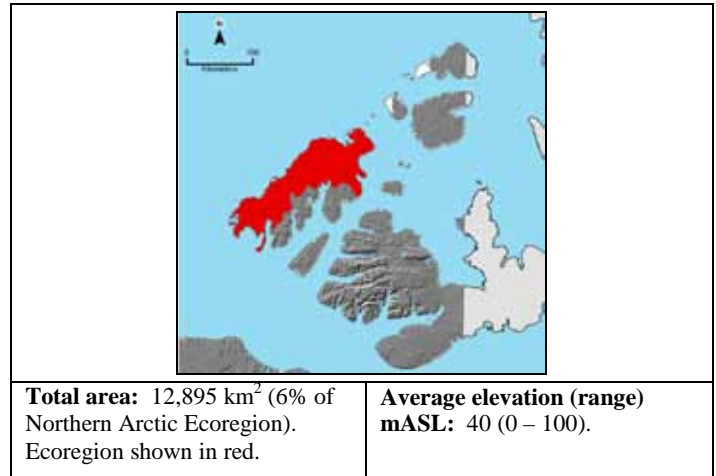 Total area: 12,895 km2 (6% of
Northern Arctic Ecoregion).
Ecoregion shown in red.
Average elevation (range)
mASL: 40 (0 – 100).